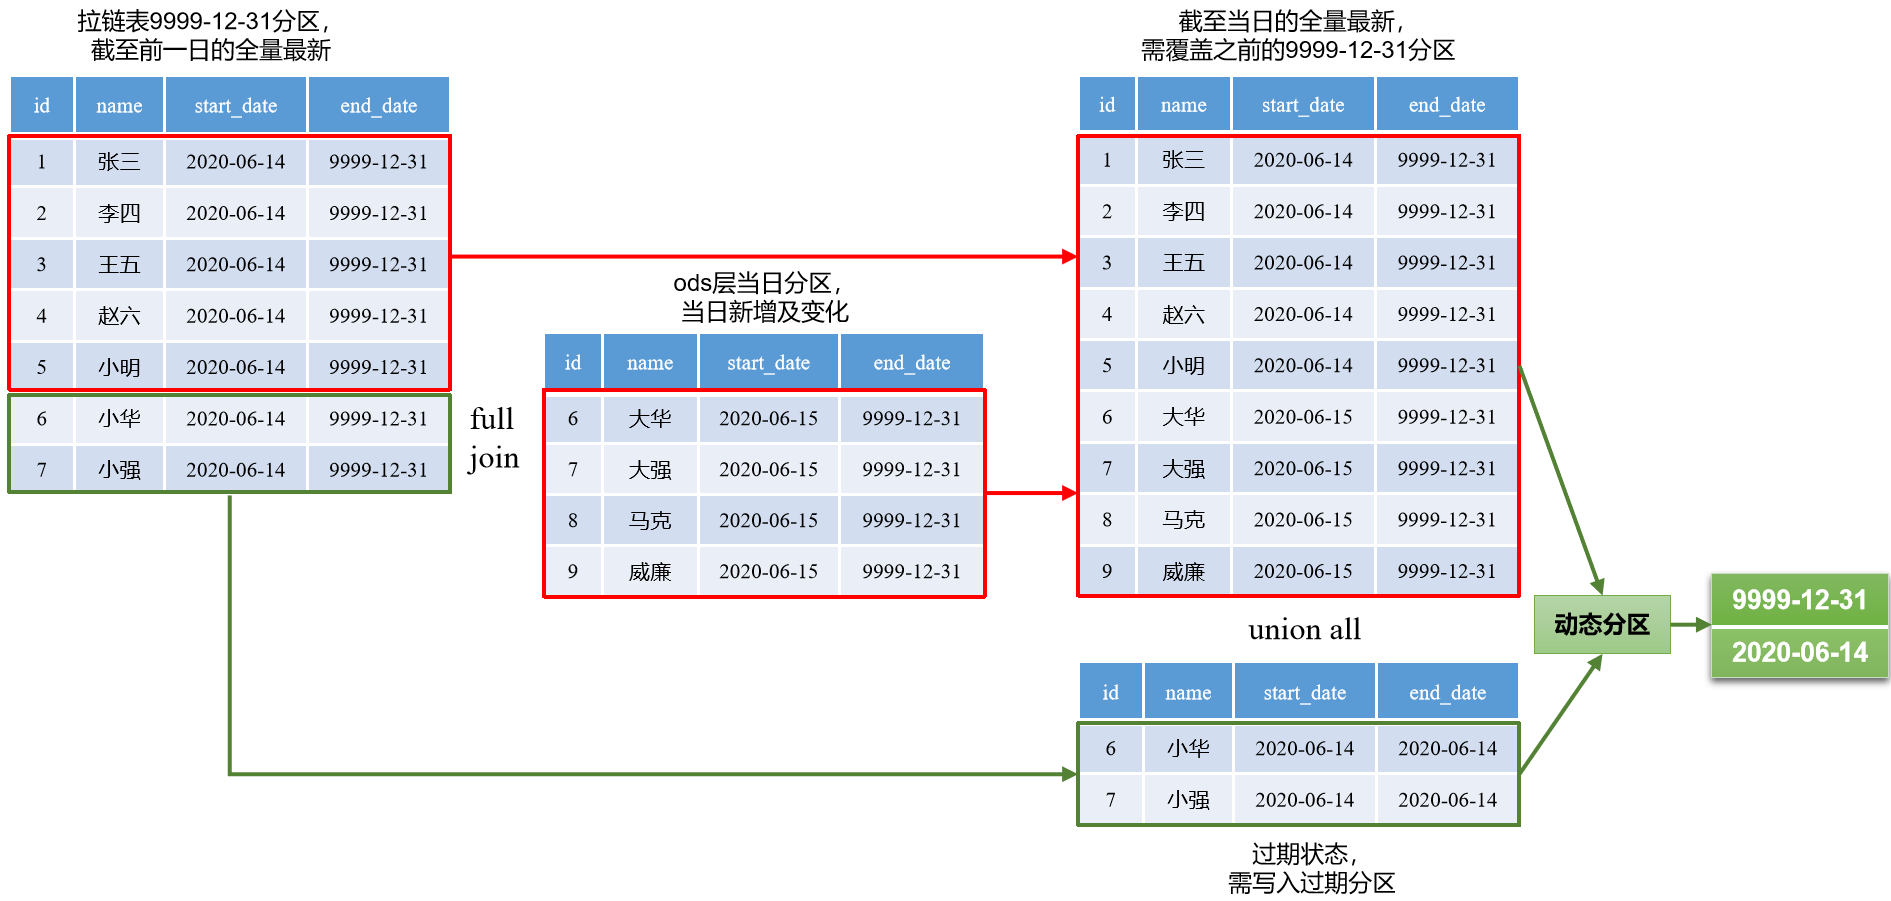 拉链表9999-12-31分区，
截至前一日的全量最新
id name start_date end_date
1 张三 2020-06-14 9999-12-31
2 李四 2020-06-14 9999-12-31
3 王五 2020-06-14 9999-12-31
4 赵六 2020-06-14 9999-12-31
5 小明 2020-06-14 9999-12-31
6 小华 2020-06-14 9999-12-31
7 小强 2020-06-14 9999-12-31
full
join
ods层当日分区，
当日新增及变化
id name start_date end_date
6 大华 2020-06-15 9999-12-31
7 大强 2020-06-15 9999-12-31
8 马克 2020-06-15 9999-12-31
9 威廉 2020-06-15 9999-12-31
截至当日的全量最新，
需覆盖之前的9999-12-31分区
id name start_date end_date
1 张三 2020-06-14 9999-12-31
2 李四 2020-06-14 9999-12-31
3 王五 2020-06-14 9999-12-31
4 赵六 2020-06-14 9999-12-31
5 小明 2020-06-14 9999-12-31
6 大华 2020-06-15 9999-12-31
7 大强 2020-06-15 9999-12-31
8 马克 2020-06-15 9999-12-31
9 威廉 2020-06-15 9999-12-31
union all
id name start_date end_date
6 小华 2020-06-14 2020-06-14
7 小强 2020-06-14 2020-06-14
过期状态，
需写入过期分区
动态分区
9999-12-31
2020-06-14